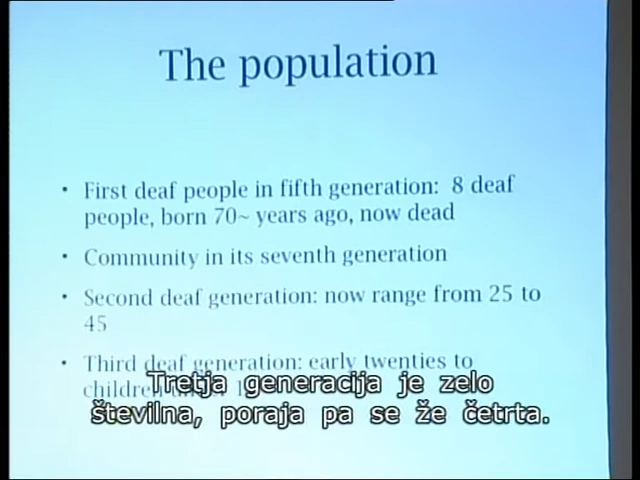 The population
• First deaf people in fifth generation: 8 deaf
people, born 70~ years ago, now dead
• Community in its seventh generation
• Second deaf generation: now range from 25 to
45
• Third deaf generation: early twenties to
children
Tretja generacija je zelo
številna, poraja pa se že četrta.